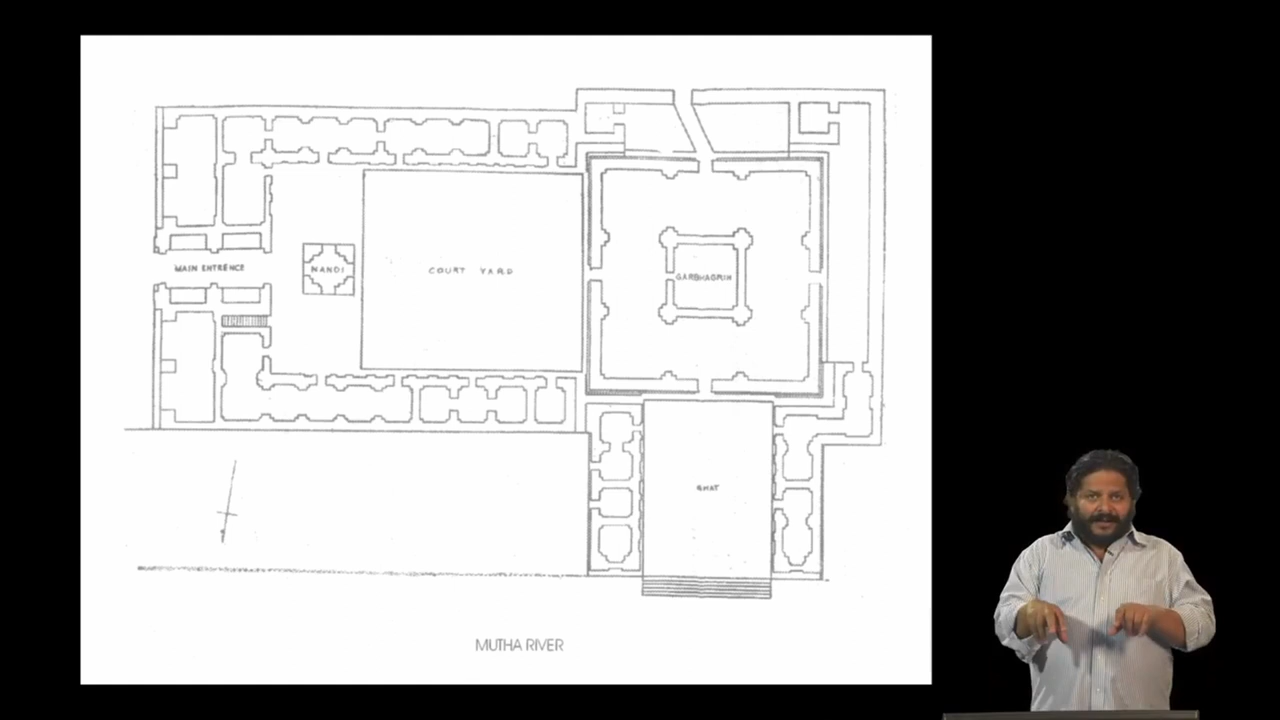 MAIN ENTRENCE
NANDI
COURT YARD
GARBHAGRUH
GHAT
MUTHA RIVER